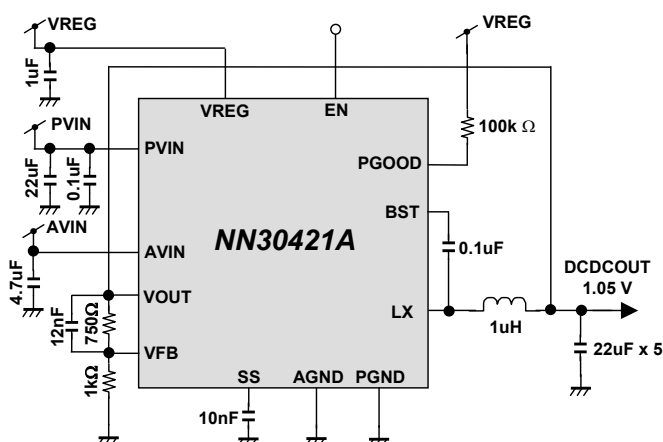 VREG
1uF
VREG
100k Ω
VREG
EN
PVIN
22uF
0.1uF
PVIN
PGOOD
BST
AVIN
4.7uF
AVIN
NN30421A
0.1uF
VOUT
12nF
750Ω
VFB
1kΩ
LX
1uH
DCDCOUT
1.05 V
22uF x 5
SS
AGND
PGND
10nF